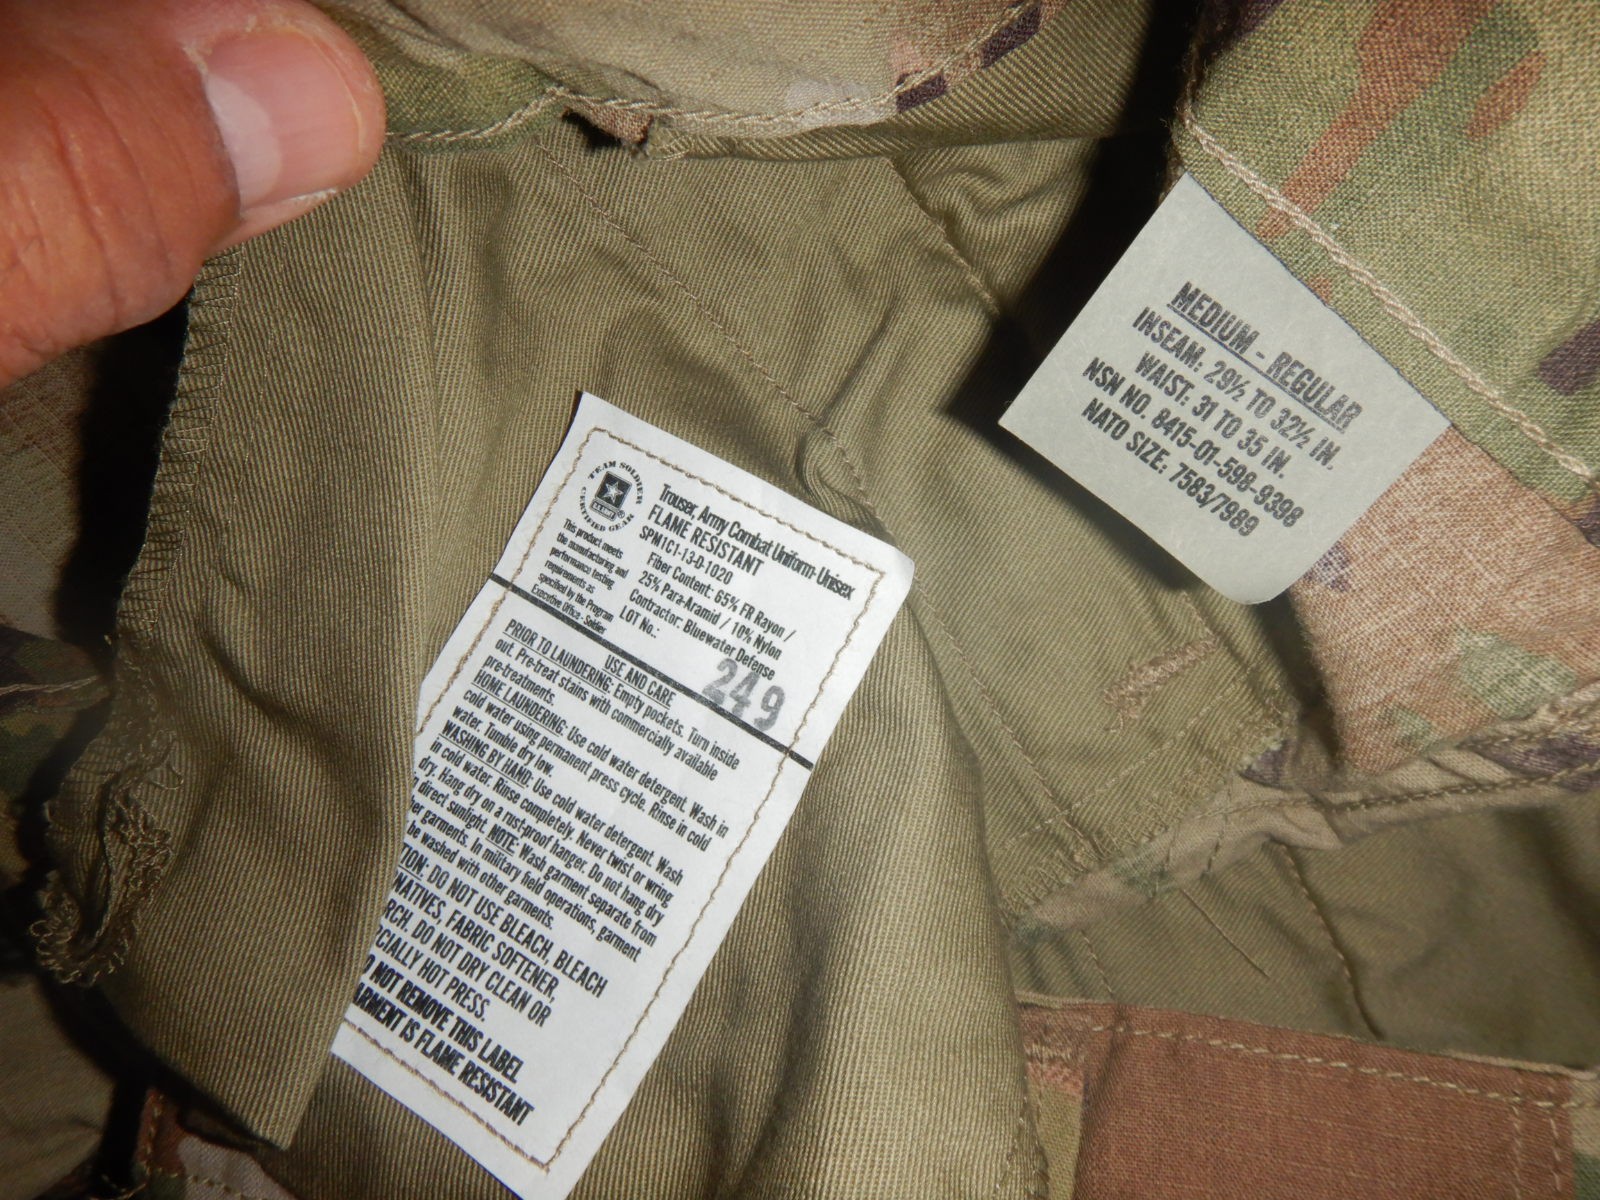 TEAM SOLDIER
CERTIFIED GEAR
U.S. ARMY
This product meets
the manufacturing and
performance testing
requirements as
specified by the Program
Executive Office - Soldier
Trouser, Army Combat Uniform-Unisex
FLAME RESISTANT
SPM1C1-13-D-1020
Fiber Content: 65% FR Rayon /
25% Para-Aramid / 10% Nylon
Contractor: Bluewater Defense
LOT No.:
249
USE AND CARE
PRIOR TO LAUNDERING: Empty pockets. Turn inside
out. Pre-treat stains with commercially available
pre-treatments.
HOME LAUNDERING: Use cold water detergent. Wash in
cold water using permanent press cycle. Rinse in cold
water. Tumble dry low.
WASHING BY HAND: Use cold water detergent. Wash
in cold water. Rinse completely. Never twist or wring
dry. Hang dry on a rust-proof hanger. Do not hang dry
direct sunlight. NOTE: Wash garment separate from
garments. In military field operations, garment
be washed with other garments.
TION: DO NOT USE BLEACH, BLEACH
NATIVES, FABRIC SOFTENER,
RCH. DO NOT DRY CLEAN OR
CIALLY HOT PRESS.
NOT REMOVE THIS LABEL
ARMENT IS FLAME RESISTANT
MEDIUM - REGULAR
INSEAM: 29½ TO 32½ IN.
WAIST: 31 TO 35 IN.
NSN NO. 8415-01-598-9398
NATO SIZE: 7583/7989